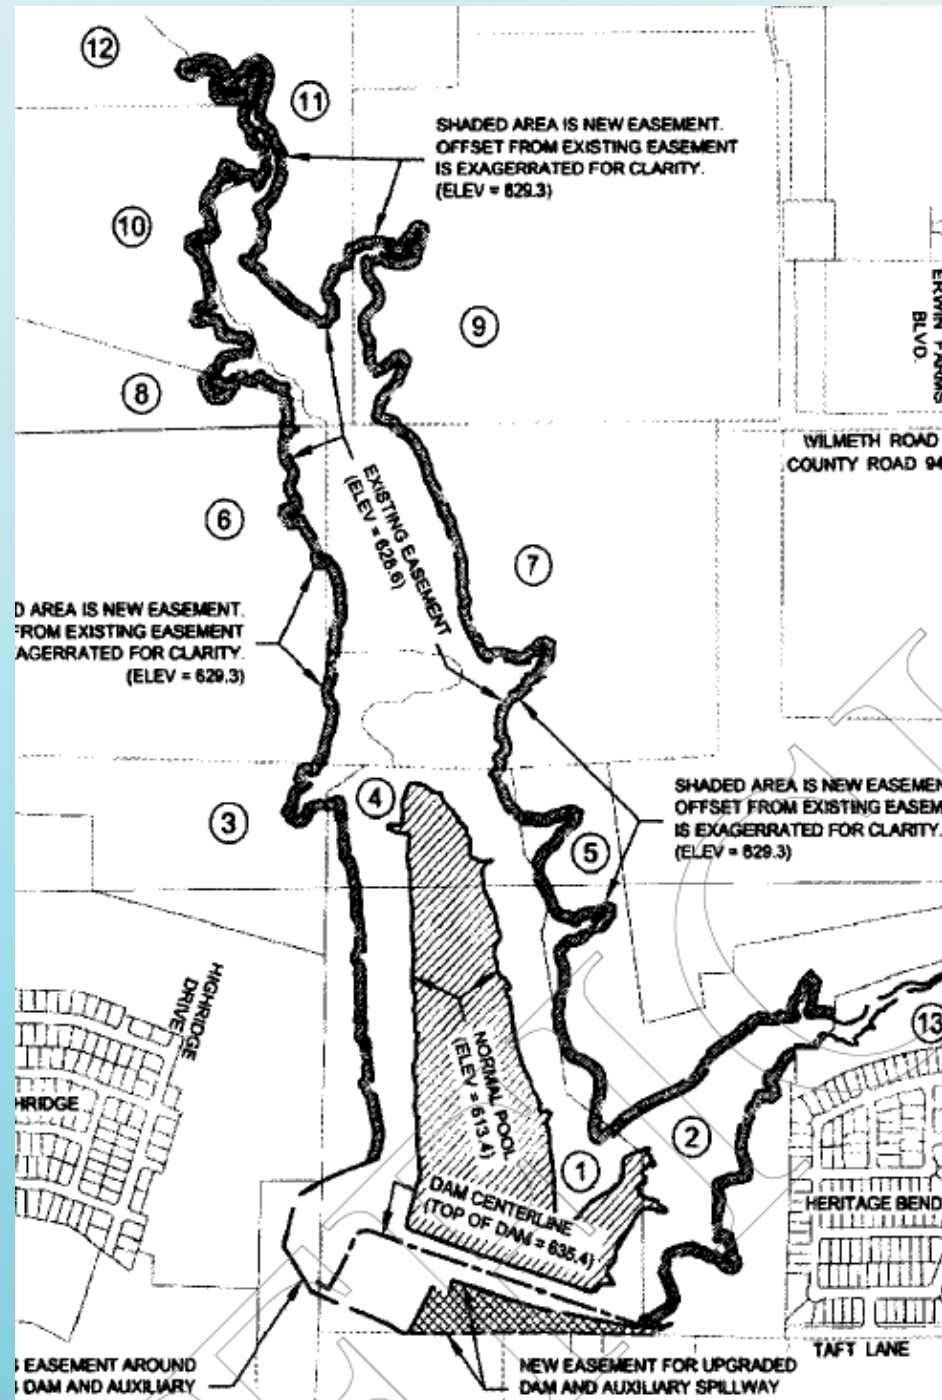 12
11
SHADED AREA IS NEW EASEMENT.
OFFSET FROM EXISTING EASEMENT
IS EXAGERRATED FOR CLARITY.
(ELEV = 629.3)
10
9
ERWIN FARMS
BLVD.
8
WILMETH ROAD
COUNTY ROAD 94
EXISTING EASEMENT
(ELEV = 628.6)
6
7
D AREA IS NEW EASEMENT.
FROM EXISTING EASEMENT
AGERRATED FOR CLARITY.
(ELEV = 629.3)
SHADED AREA IS NEW EASEMEN
OFFSET FROM EXISTING EASEM
IS EXAGERRATED FOR CLARITY.
(ELEV = 629.3)
4
3
5
HIGHRIDGE
DRIVE
13
HRIDGE
NORMAL POOL
(ELEV = 613.4)
2
1
DAM CENTERLINE
(TOP OF DAM = 635.4)
HERITAGE BEND
TAFT LANE
EASEMENT AROUND
DAM AND AUXILIARY
NEW EASEMENT FOR UPGRADED
DAM AND AUXILIARY SPILLWAY